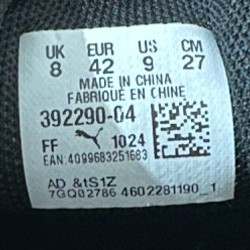 UK EUR US CM
8 42 9 27
MADE IN CHINA
FABRIQUÉ EN CHINE
392290-04
FF 1024
EAN:4099683251683
AD &tS1Z
7GQ02786 4602281190_1